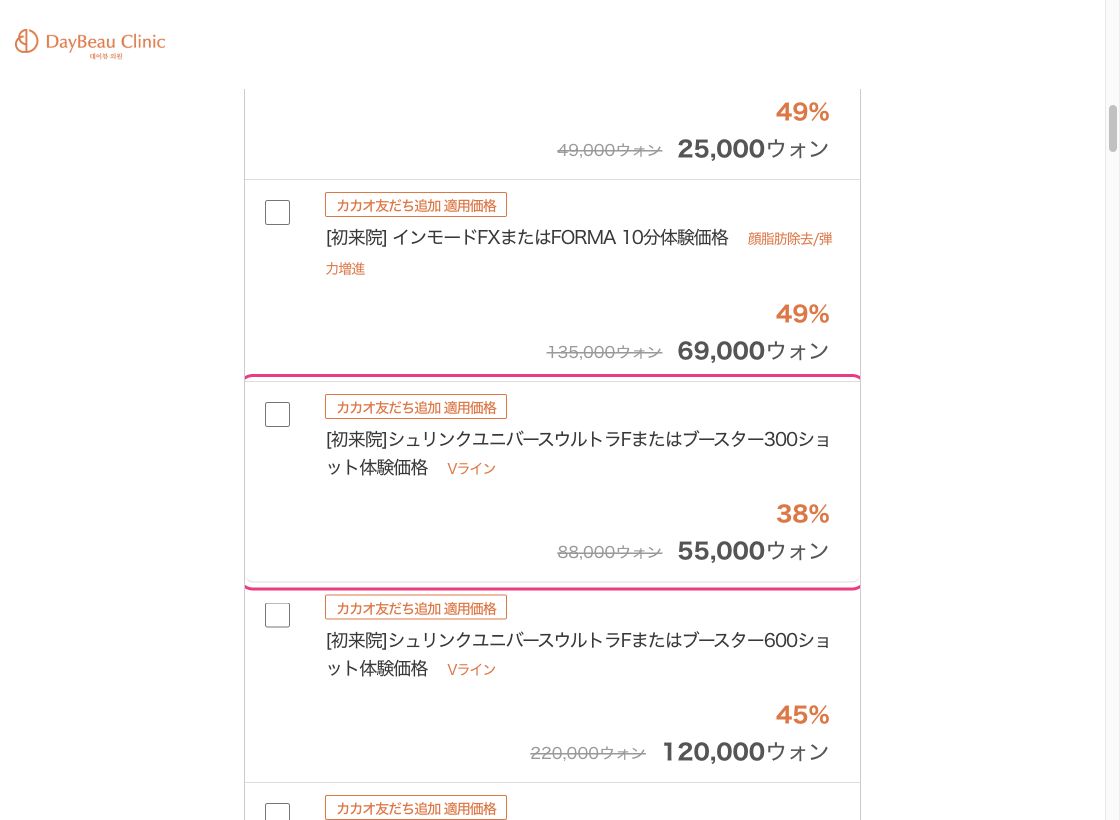 DayBeau Clinic
데이뷰 의원
49%
49,000ウォン 25,000ウォン
カカオ友だち追加 適用価格
[初来院] インモードFXまたはFORMA 10分体験価格 顔脂肪除去/弾
力増進
49%
135,000ウォン 69,000ウォン
カカオ友だち追加 適用価格
[初来院]シュリンクユニバースウルトラFまたはブースター300ショ
ット体験価格 Vライン
38%
88,000ウォン 55,000ウォン
カカオ友だち追加 適用価格
[初来院]シュリンクユニバースウルトラFまたはブースター600ショ
ット体験価格 Vライン
45%
220,000ウォン 120,000ウォン
カカオ友だち追加 適用価格